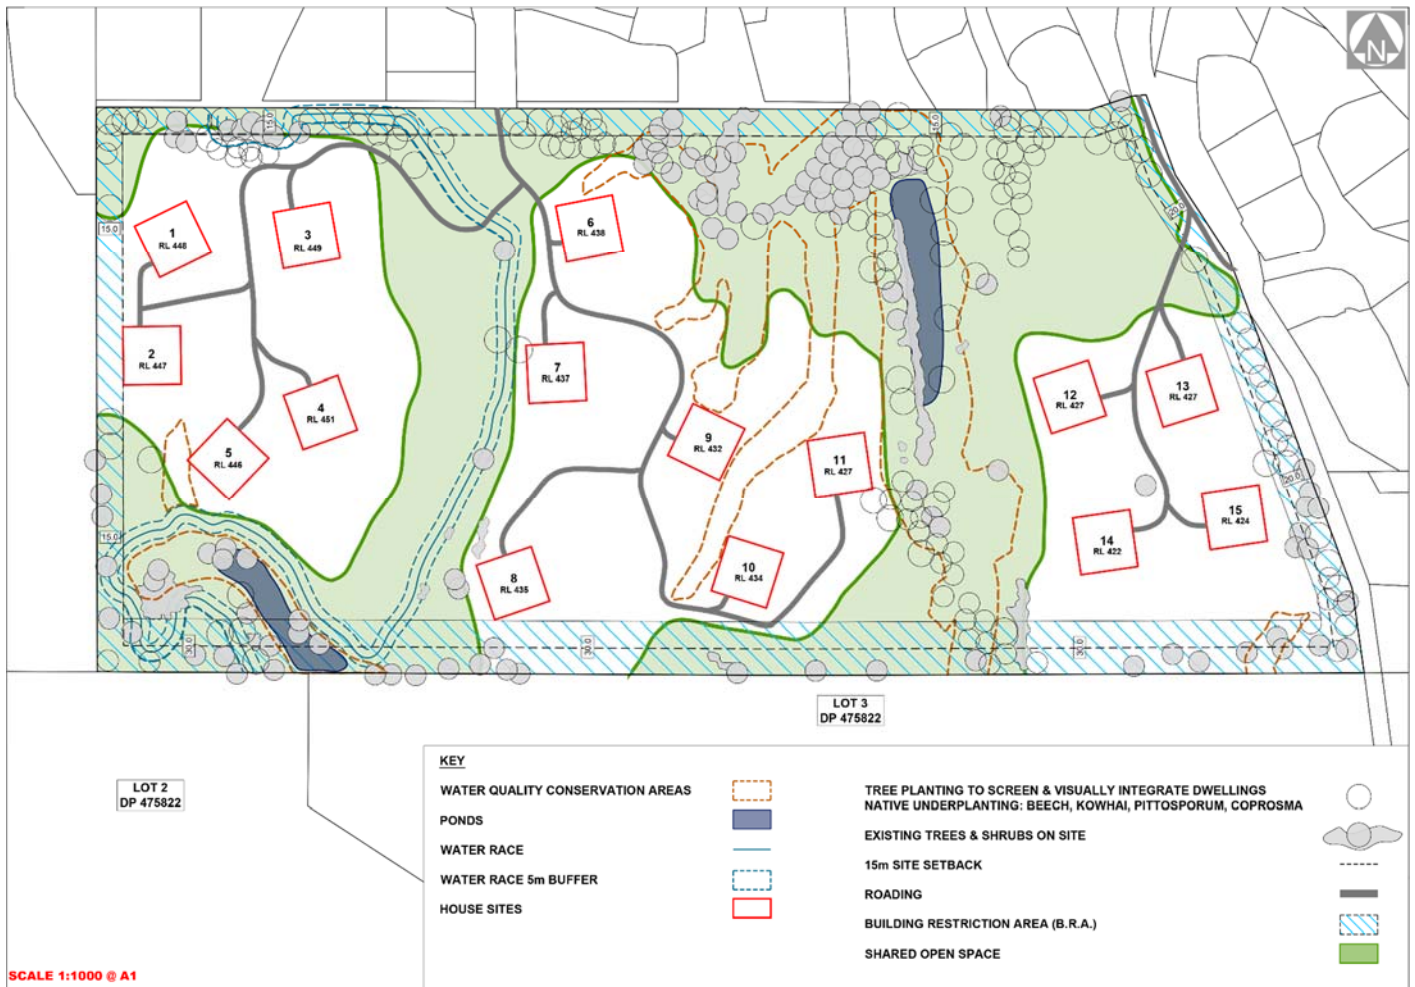 N
15.0
15.0
20.0
15.0
1
RL 448
3
RL 449
6
RL 438
2
RL 447
7
RL 437
4
RL 451
12
RL 427
13
RL 427
5
RL 446
9
RL 432
11
RL 427
20.0
15.0
14
RL 422
15
RL 424
8
RL 435
10
RL 434
30.0
30.0
30.0
LOT 3
DP 475822
LOT 2
DP 475822
KEY
WATER QUALITY CONSERVATION AREAS
PONDS
WATER RACE
WATER RACE 5m BUFFER
HOUSE SITES
TREE PLANTING TO SCREEN & VISUALLY INTEGRATE DWELLINGS
NATIVE UNDERPLANTING: BEECH, KOWHAI, PITTOSPORUM, COPROSMA
EXISTING TREES & SHRUBS ON SITE
15m SITE SETBACK
ROADING
BUILDING RESTRICTION AREA (B.R.A.)
SHARED OPEN SPACE
SCALE 1:1000 @ A1